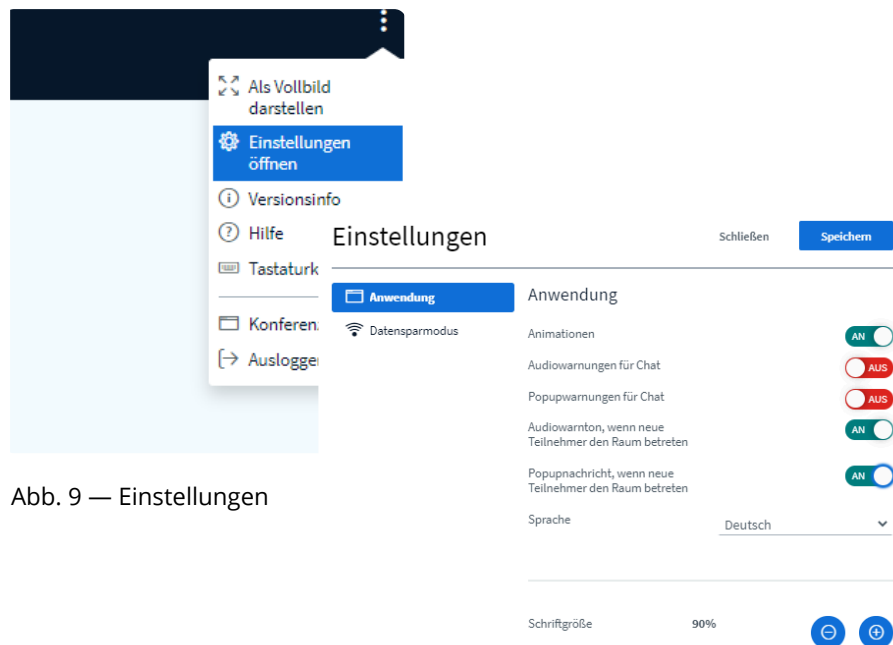 Als Vollbild
darstellen
Einstellungen
öffnen
Versionsinfo
Hilfe
Tastaturk
Konferen
Auslogge
Einstellungen
Schließen
Speichern
Anwendung
Datensparmodus
Anwendung
Animationen
AN
Audiowarnungen für Chat
AUS
Popupwarnungen für Chat
AUS
Audiowarnton, wenn neue
Teilnehmer den Raum betreten
AN
Popupnachricht, wenn neue
Teilnehmer den Raum betreten
AN
Sprache
Deutsch
Schriftgröße
90%
Abb. 9 — Einstellungen